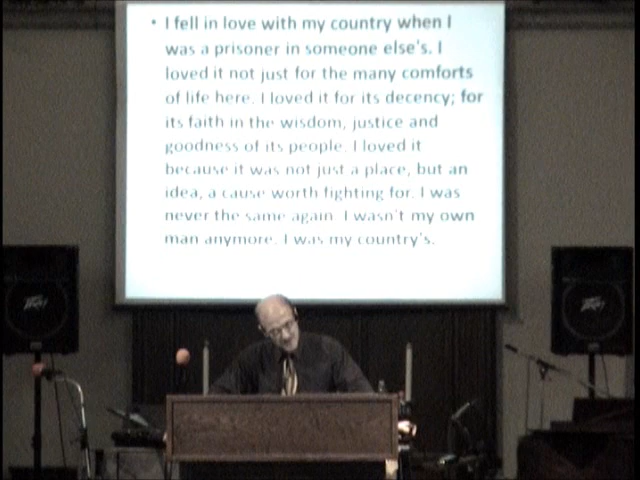 • I fell in love with my country when I
was a prisoner in someone else's. I
loved it not just for the many comforts
of life here. I loved it for its decency; for
its faith in the wisdom, justice and
goodness of its people. I loved it
because it was not just a place, but an
idea, a cause worth fighting for. I was
never the same again. I wasn't my own
man anymore. I was my country's.
PEAVEY
PEAVEY